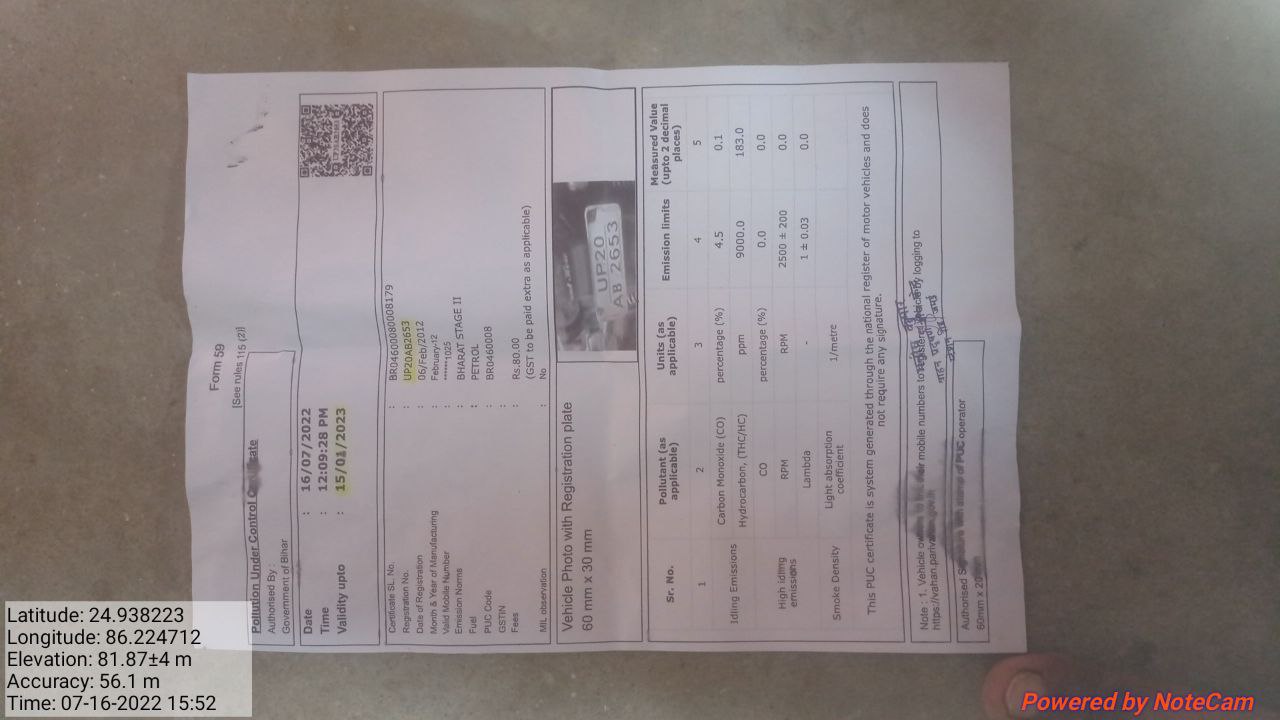 Form 59
[See rules 115 (2)]
Pollution Under Control Certificate
Authorised By :
Government of Bihar
Date : 16/07/2022
Time : 12:09:28 PM
Validity upto : 15/01/2023
Certificate SL. No. : BR04600080008179
Registration No. : UP20AB2653
Date of Registration : 06/Feb/2012
Month & Year of Manufacturing : February-12
Valid Mobile Number : ******1025
Emission Norms : BHARAT STAGE II
Fuel : PETROL
PUC Code : BR0460008
GSTIN :
Fees : Rs.80.00
(GST to be paid extra as applicable)
MIL observation : No
Vehicle Photo with Registration plate
60 mm x 30 mm
UP20
AB 2653
Sr. No. Pollutant (as applicable) Units (as applicable) Emission limits Measured Value (upto 2 decimal places)
1 2 3 4 5
Idling Emissions Carbon Monoxide (CO) percentage (%) 4.5 0.1
Hydrocarbon, (THC/HC) ppm 9000.0 183.0
High idling emissions CO percentage (%) 0.0 0.0
RPM RPM 2500 ± 200 0.0
Lambda - 1 ± 0.03 0.0
Smoke Density Light absorption coefficient 1/metre
This PUC certificate is system generated through the national register of motor vehicles and does
not require any signature.
Note : 1. Vehicle owners to mobile numbers to vehicle by logging to
https://vahan.parivahan.gov.in
Authorised Signature with stamp of PUC operator
60mm x 20 mm
Latitude: 24.938223
Longitude: 86.224712
Elevation: 81.87±4 m
Accuracy: 56.1 m
Time: 07-16-2022 15:52
Powered by NoteCam